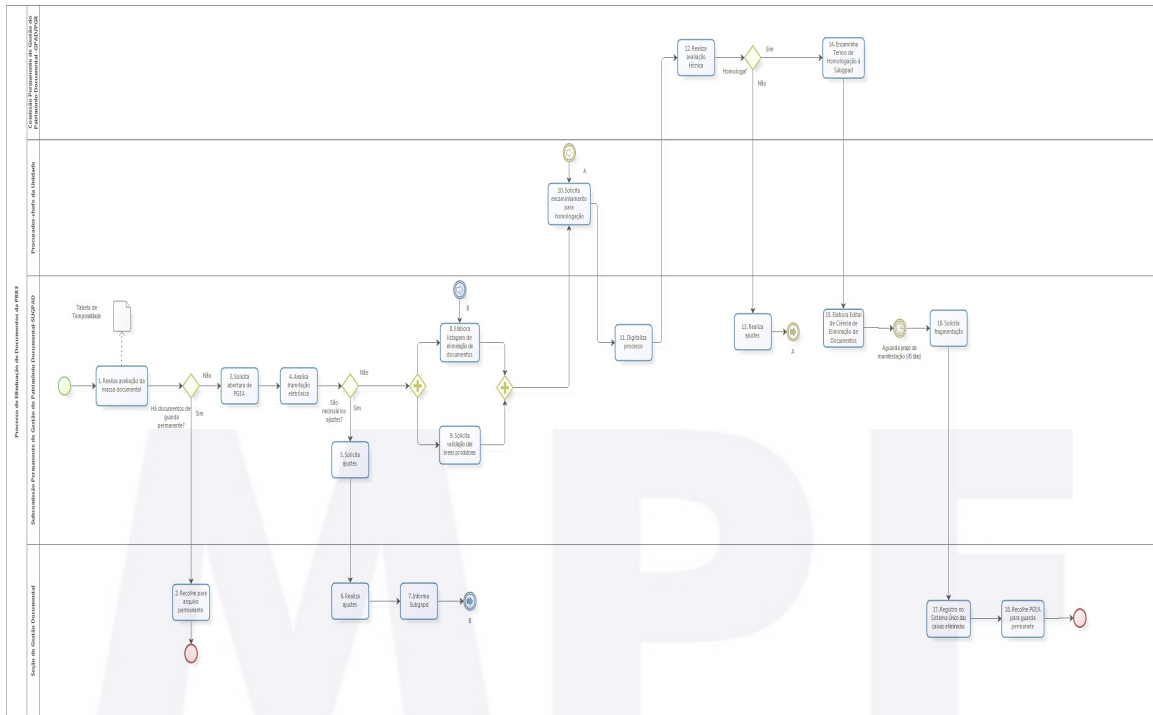 Processo de Eliminação de Documentos da PRR3
Comissão Permanente de Gestão do
Patrimônio Documental -GPAD/PGR
12. Realiza
avaliação
técnica
Homologa?
Sim
Não
14. Encaminha
Termo de
Homologação à
Subgpad
Procurador-chefe da Unidade
A
10. Solicita
encaminhamento
para
homologação
Subcomissão Permanente de Gestão do Patrimônio Documental-SUGPAD
Tabela de
Temporalidade
1. Realiza avaliação da
massa documental
Há documentos de
guarda
permanente?
Não
Sim
3. Solicita
abertura de
PGEA
4. Analisa
tramitação
eletrônica
São
necessários
ajustes?
Não
Sim
5. Solicita
ajustes
B
8. Elabora
listagem de
eliminação de
documentos
9. Solicita
validação das
áreas produtoras
11. Digitaliza
processo
13. Realiza
ajustes
A
15. Elabora Edital
de Ciência de
Eliminação de
Documentos
Aguarda prazo de
manifestação (45 dias)
16. Solicita
fragmentação
Seção de Gestão Documental
2. Recolhe para
arquivo
permanente
6. Realiza
ajustes
7. Informa
Subgapd
B
17. Registro no
Sistema Único das
caixas eliminadas
18. Recolhe PGEA
para guarda
permanete
MPF